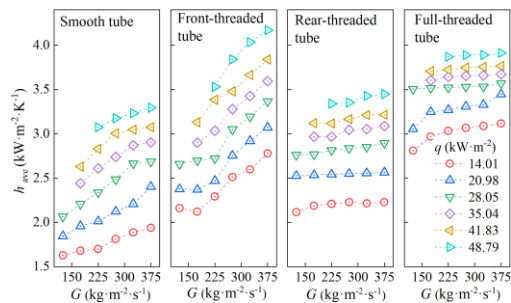 Smooth tube
Front-threaded
tube
Rear-threaded
tube
Full-threaded
tube
h_ave (kW·m-2·K-1)
4.0
3.5
3.0
2.5
2.0
1.5
q (kW·m-2)
14.01
20.98
28.05
35.04
41.83
48.79
150 225 300 375
150 225 300 375
150 225 300 375
150 225 300 375
G (kg·m-2·s-1)
G (kg·m-2·s-1)
G (kg·m-2·s-1)
G (kg·m-2·s-1)